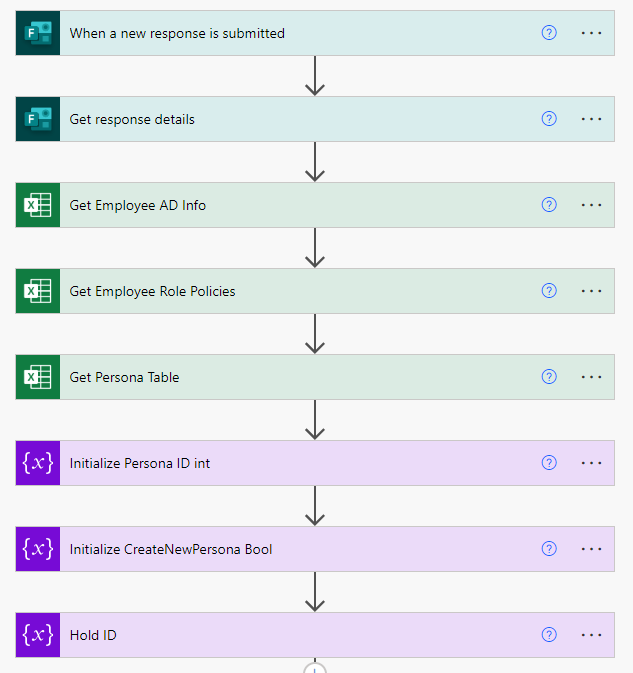 When a new response is submitted
Get response details
Get Employee AD Info
Get Employee Role Policies
Get Persona Table
Initialize Persona ID int
Initialize CreateNewPersona Bool
Hold ID